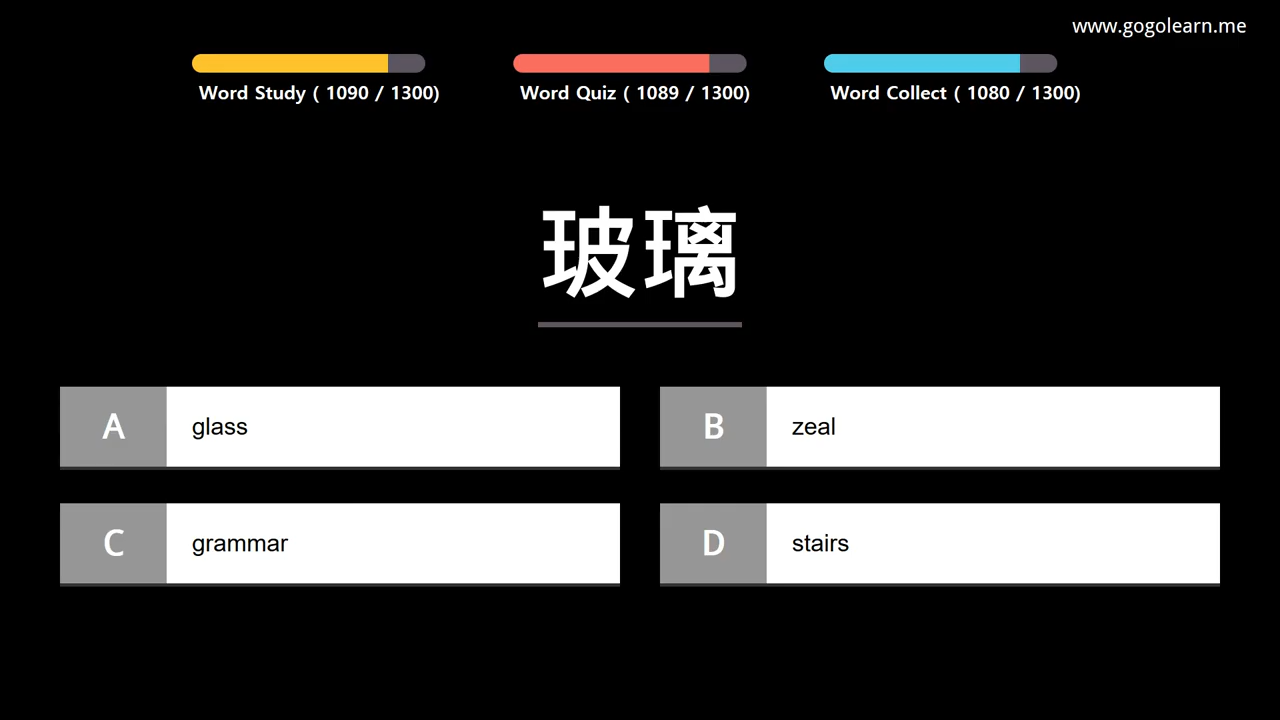 www.gogolearn.me
Word Study ( 1090 / 1300)
Word Quiz ( 1089 / 1300)
Word Collect ( 1080 / 1300)
玻璃
A glass
B zeal
C grammar
D stairs